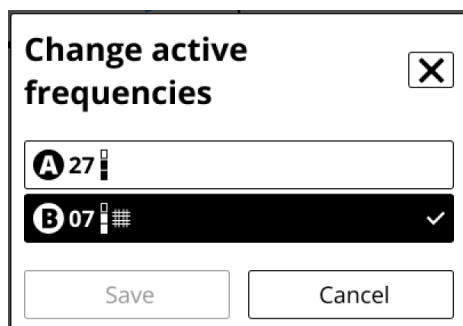 Change active
frequencies
A 27
B 07
Save
Cancel